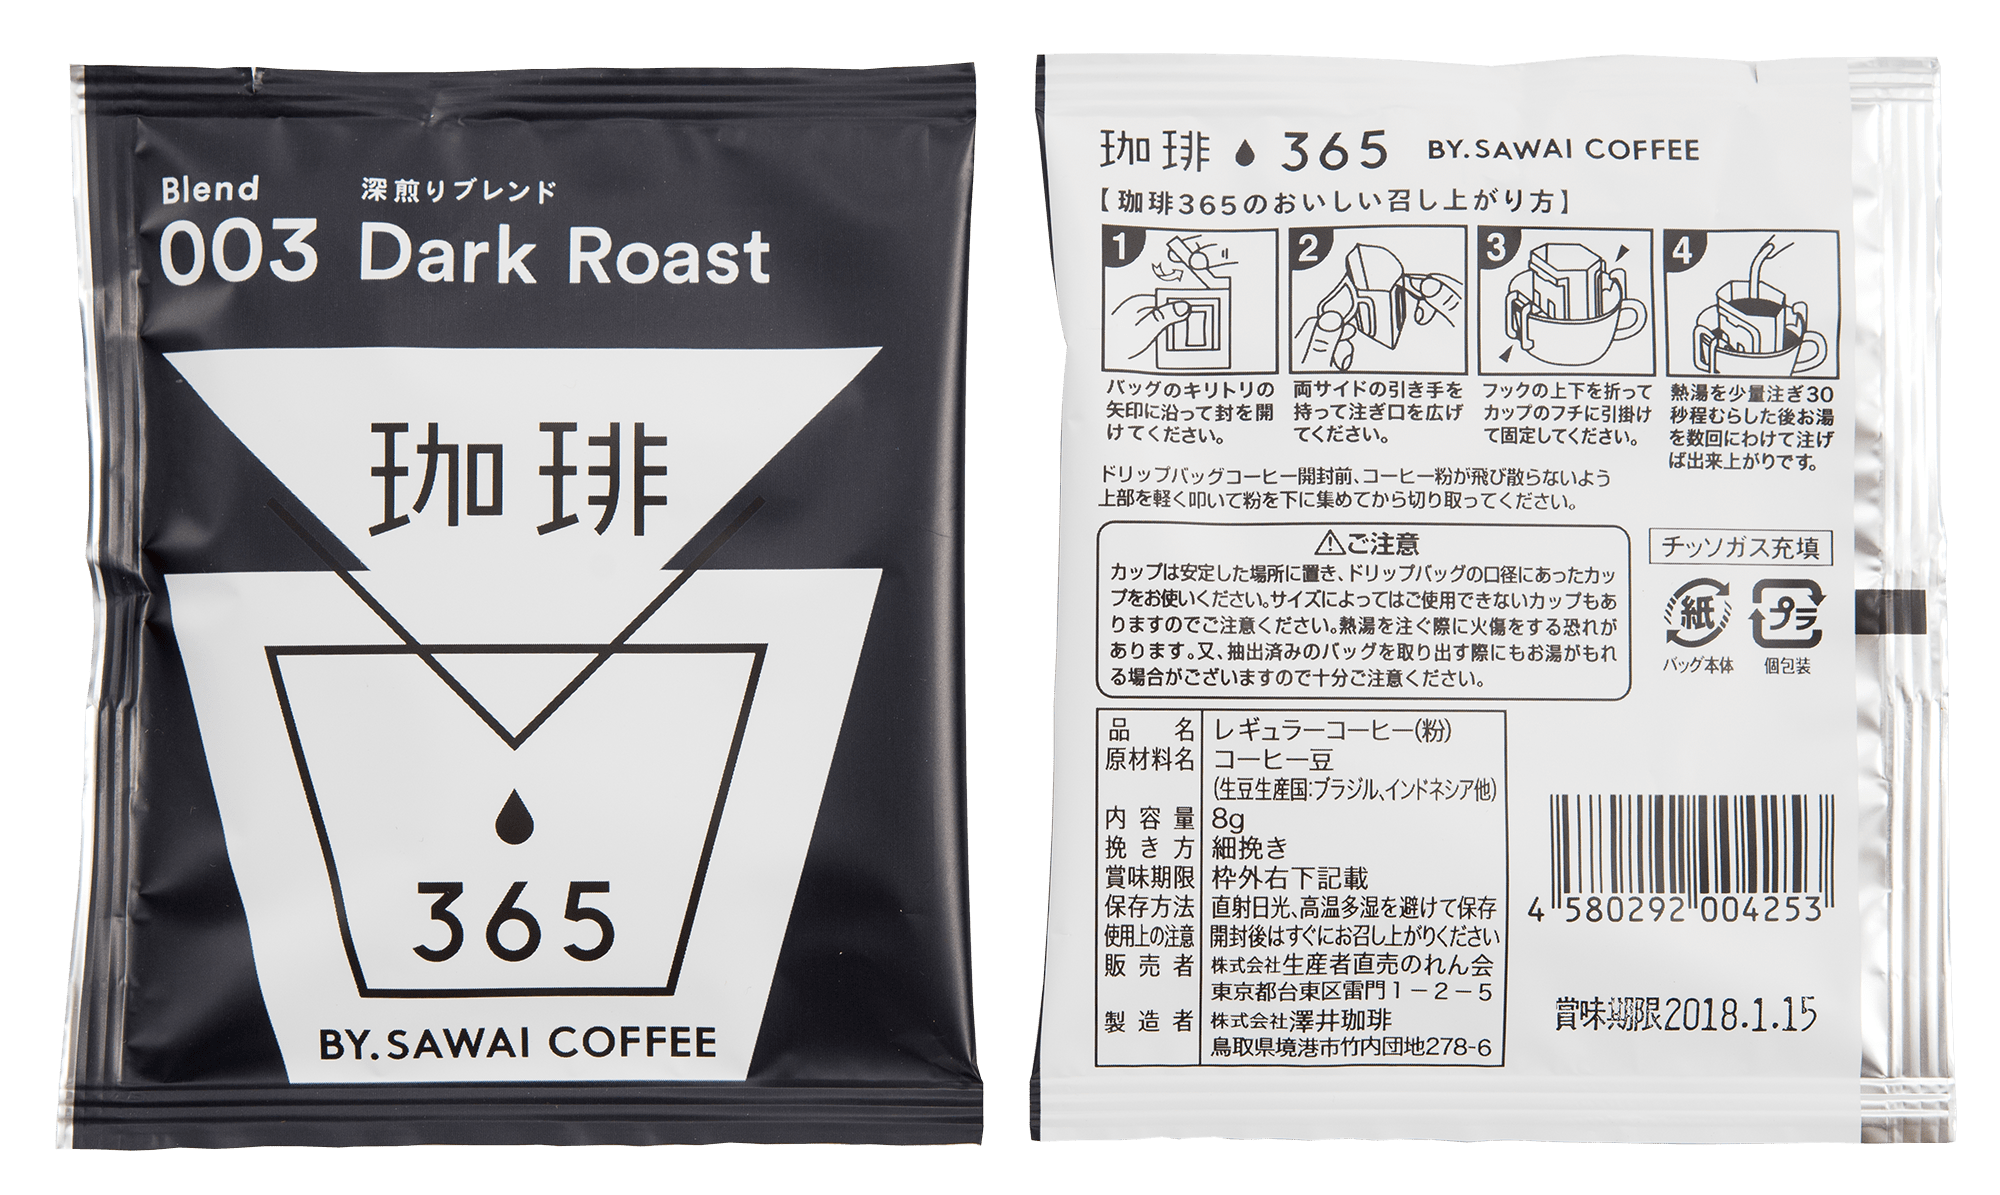 Blend
深煎りブレンド
003 Dark Roast
珈琲
365
BY.SAWAI COFFEE
珈琲 365 BY.SAWAI COFFEE
【珈琲365のおいしい召し上がり方】
1
バッグのキリトリの
矢印に沿って封を開
けてください。
2
両サイドの引き手を
持って注ぎ口を広げ
てください。
3
フックの上下を折って
カップのフチに引掛け
て固定してください。
4
熱湯を少量注ぎ30
秒程むらした後お湯
を数回にわけて注げ
ば出来上がりです。
ドリップバッグコーヒー開封前、コーヒー粉が飛び散らないよう
上部を軽く叩いて粉を下に集めてから切り取ってください。
⚠ご注意
カップは安定した場所に置き、ドリップバッグの口径にあったカッ
プをお使いください。サイズによってはご使用できないカップもあ
りますのでご注意ください。熱湯を注ぐ際に火傷をする恐れが
あります。又、抽出済みのバッグを取り出す際にもお湯がもれ
る場合がございますので十分ご注意ください。
チッソガス充填
紙
バッグ本体
プラ
個包装
品名 レギュラーコーヒー(粉)
原材料名 コーヒー豆
(生豆生産国:ブラジル、インドネシア他)
内容量 8g
挽き方 細挽き
賞味期限 枠外右下記載
保存方法 直射日光、高温多湿を避けて保存
使用上の注意 開封後はすぐにお召し上がりください
販売者 株式会社生産者直売のれん会
東京都台東区雷門1－2－5
製造者 株式会社澤井珈琲
鳥取県境港市竹内団地278-6
4 580292 004253
賞味期限2018.1.15